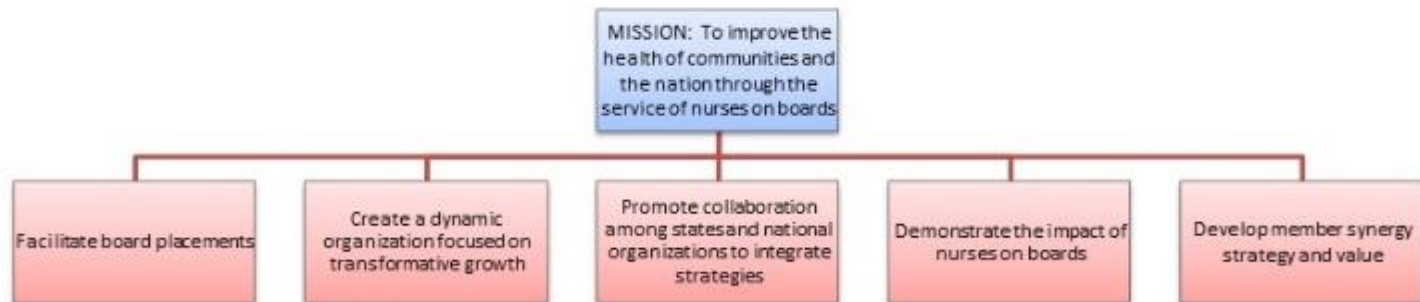 MISSION: To improve the
health of communities and
the nation through the
service of nurses on boards
Facilitate board placements
Create a dynamic
organization focused on
transformative growth
Promote collaboration
among states and national
organizations to integrate
strategies
Demonstrate the impact of
nurses on boards
Develop member synergy
strategy and value